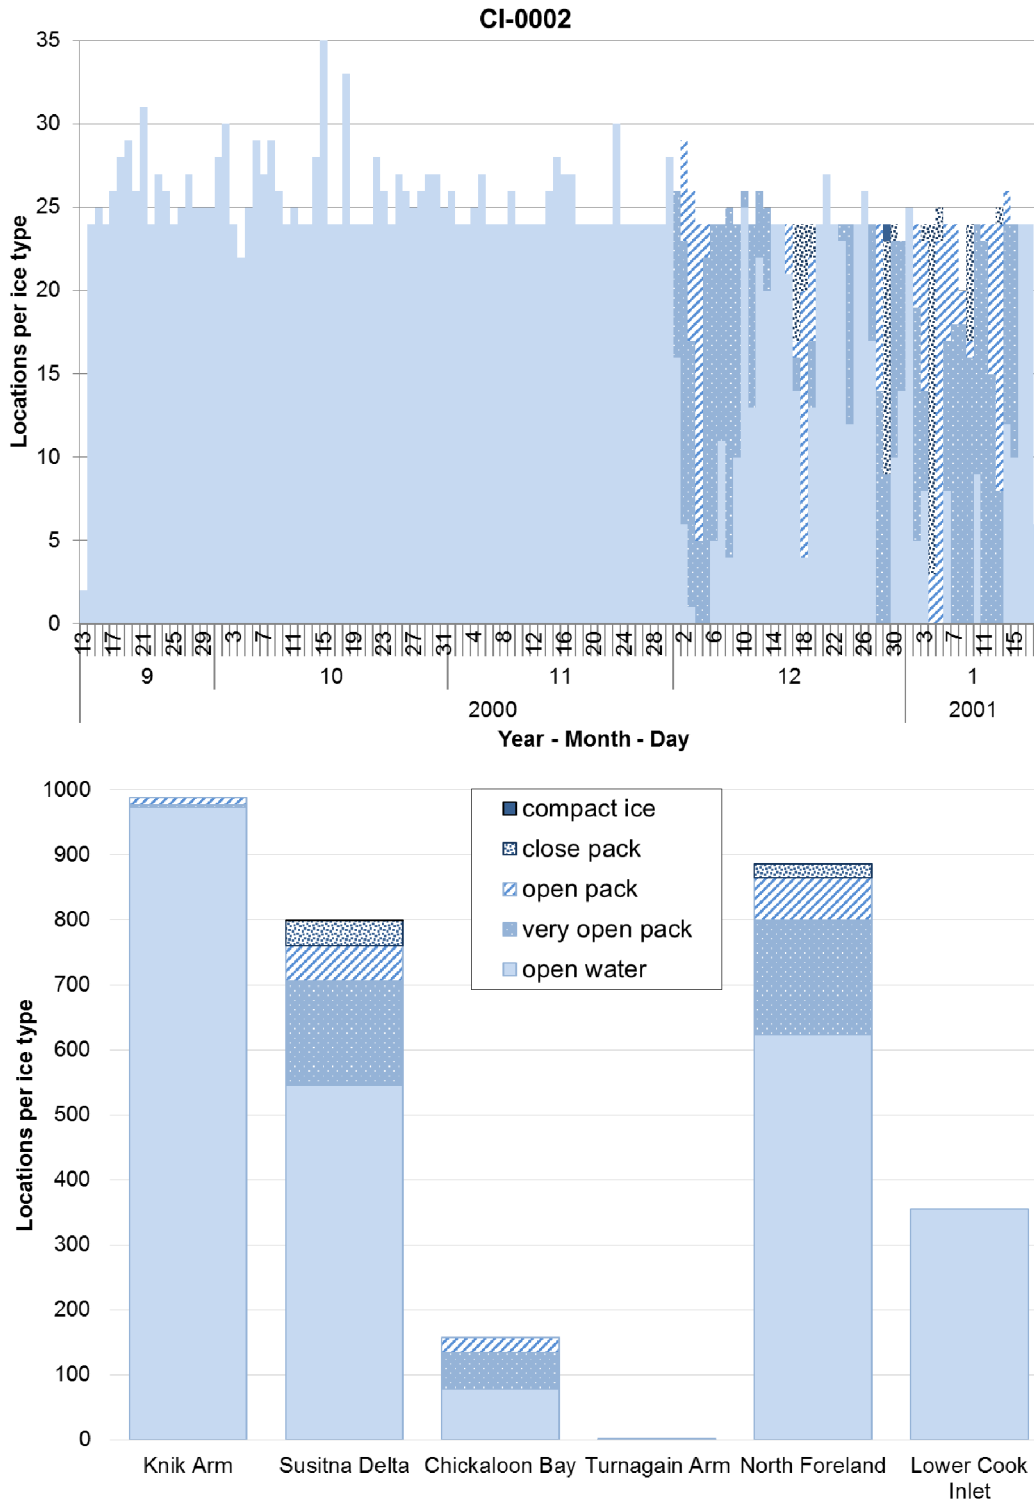 CI-0002
35
30
25
20
15
10
5
0
Locations per ice type
13 17 21 25 29 3 7 11 15 19 23 27 31 4 8 12 16 20 24 28 2 6 10 14 18 22 26 30 3 7 11 15
9 10 11 12 1
2000 2001
Year - Month - Day
1000
900
800
700
600
500
400
300
200
100
0
Locations per ice type
compact ice
close pack
open pack
very open pack
open water
Knik Arm Susitna Delta Chickaloon Bay Turnagain Arm North Foreland Lower Cook
Inlet